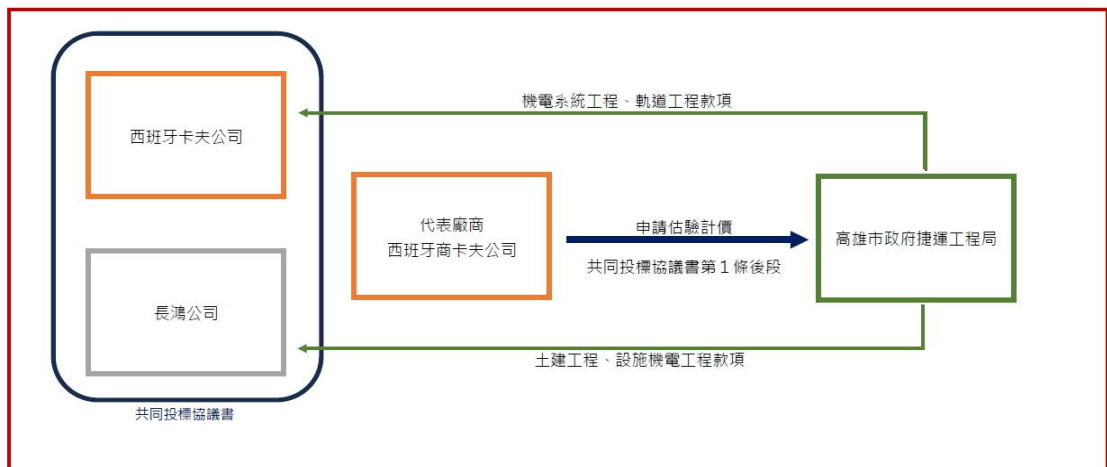 西班牙卡夫公司
長鴻公司
共同投標協議書
代表廠商
西班牙商卡夫公司
機電系統工程、軌道工程款項
申請估驗計價
共同投標協議書第1條後段
土建工程、設施機電工程款項
高雄市政府捷運工程局